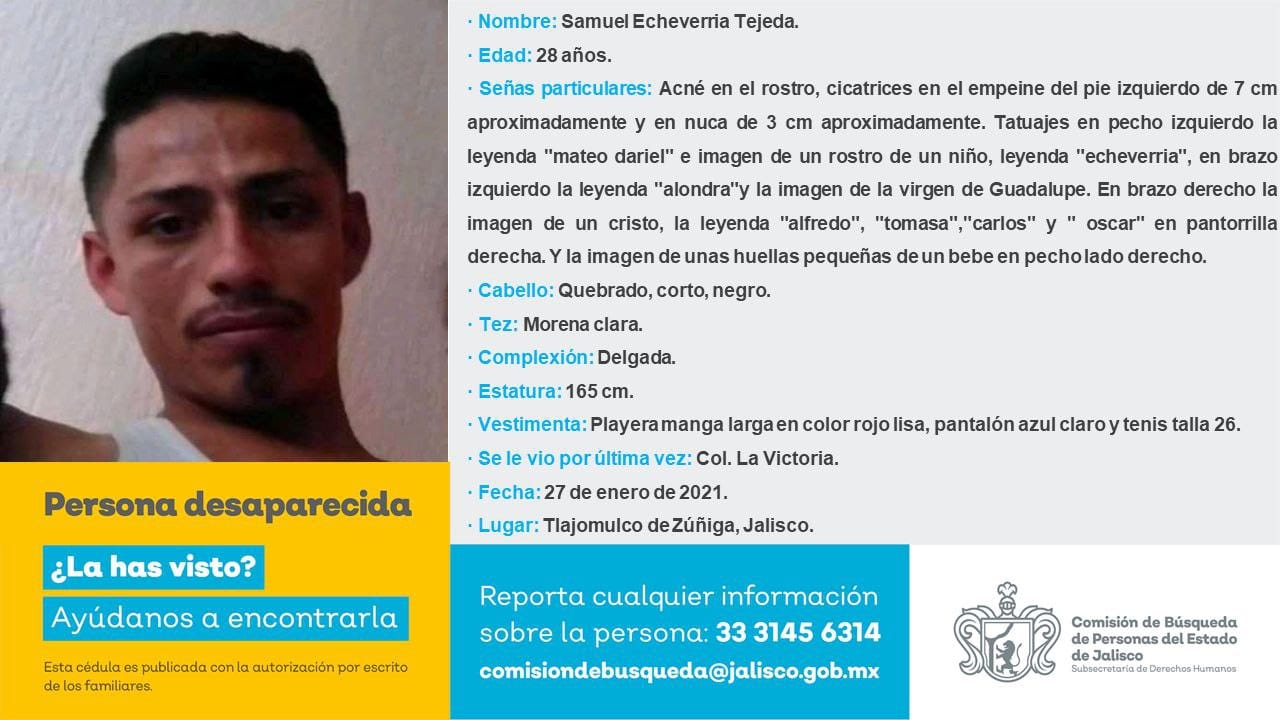 · Nombre: Samuel Echeverria Tejeda.
· Edad: 28 años.
· Señas particulares: Acné en el rostro, cicatrices en el empeine del pie izquierdo de 7 cm
aproximadamente y en nuca de 3 cm aproximadamente. Tatuajes en pecho izquierdo la
leyenda "mateo dariel" e imagen de un rostro de un niño, leyenda "echeverria", en brazo
izquierdo la leyenda "alondra"y la imagen de la virgen de Guadalupe. En brazo derecho la
imagen de un cristo, la leyenda "alfredo", "tomasa","carlos" y " oscar" en pantorrilla
derecha. Y la imagen de unas huellas pequeñas de un bebe en pecho lado derecho.
· Cabello: Quebrado, corto, negro.
· Tez: Morena clara.
· Complexión: Delgada.
· Estatura: 165 cm.
· Vestimenta: Playera manga larga en color rojo lisa, pantalón azul claro y tenis talla 26.
· Se le vio por última vez: Col. La Victoria.
· Fecha: 27 de enero de 2021.
· Lugar: Tlajomulco de Zúñiga, Jalisco.
Persona desaparecida
¿La has visto?
Ayúdanos a encontrarla
Esta cédula es publicada con la autorización por escrito
de los familiares.
Reporta cualquier información
sobre la persona: 33 3145 6314
comisiondebusqueda@jalisco.gob.mx
Comisión de Búsqueda
de Personas del Estado
de Jalisco
Subsecretaría de Derechos Humanos